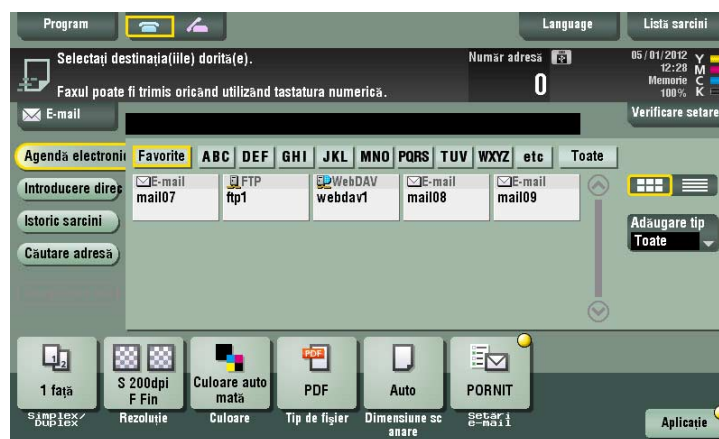 Program
Language
Listă sarcini
Selectați destinația(iile) dorită(e).
Faxul poate fi trimis oricând utilizând tastatura numerică.
Număr adresă
0
05/01/2012
12:28
Memorie
100%
Y
M
C
K
E-mail
Verificare setare
Agendă electroni
Favorite
ABC
DEF
GHI
JKL
MNO
PQRS
TUV
WXYZ
etc
Toate
Introducere direc
Istoric sarcini
Căutare adresă
E-mail
mail07
FTP
ftp1
WebDAV
webdav1
E-mail
mail08
E-mail
mail09
Adăugare tip
Toate
1 față
S 200dpi
F Fin
Culoare auto
mată
PDF
PDF
Auto
PORNIT
Simplex/
Duplex
Rezoluție
Culoare
Tip de fișier
Dimensiune sc
anare
Setări
e-mail
Aplicație